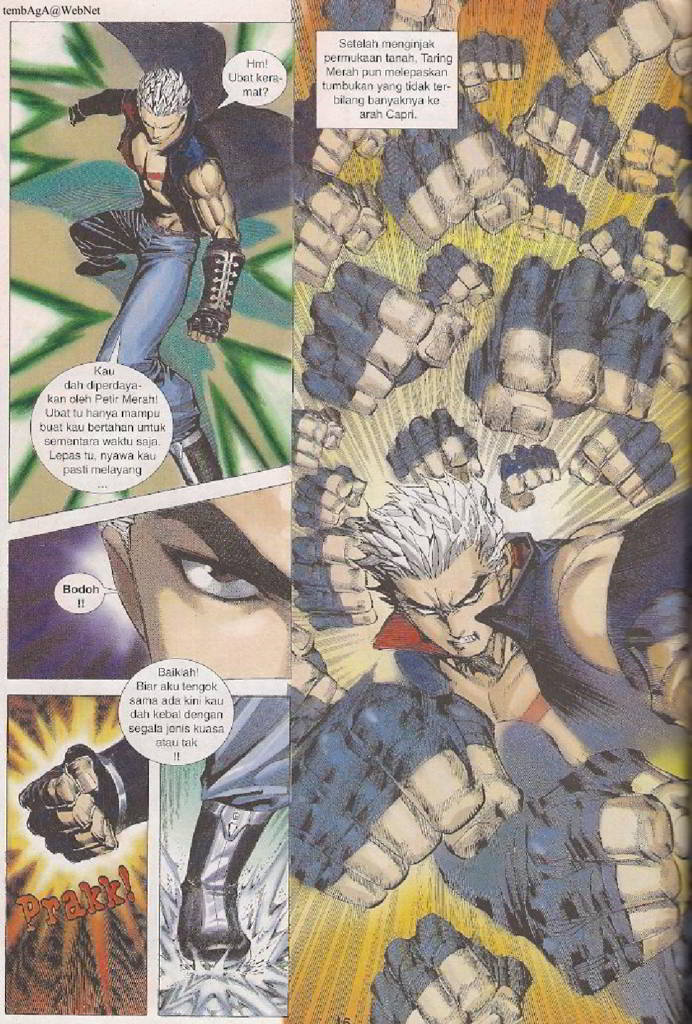 tembAgA@WebNet
Hm!
Ubat kera-
mat?
Kau
dah diperdaya-
kan oleh Petir Merah!
Ubat tu hanya mampu
buat kau bertahan untuk
sementara waktu saja.
Lepas tu, nyawa kau
pasti melayang
...
Bodoh
!!
Baiklah!
Biar aku tengok
sama ada kini kau
dah kebal dengan
segala jenis kuasa
atau tak
!!
Prakk!
Setelah menginjak
permukaan tanah, Taring
Merah pun melepaskan
tumbukan yang tidak ter-
bilang banyaknya ke
arah Capri.